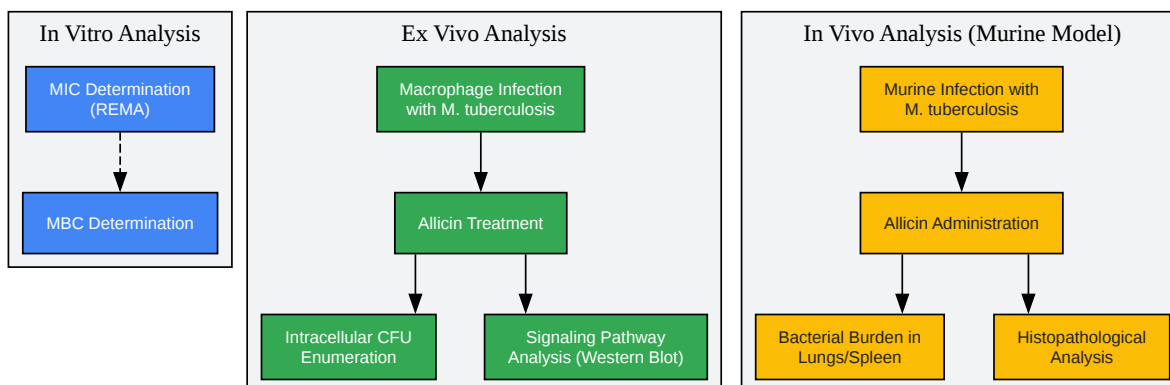 In Vitro Analysis
MIC Determination
(REMA)
MBC Determination
Ex Vivo Analysis
Macrophage Infection
with M. tuberculosis
Allicin Treatment
Intracellular CFU
Enumeration
Signaling Pathway
Analysis (Western Blot)
In Vivo Analysis (Murine Model)
Murine Infection with
M. tuberculosis
Allicin Administration
Bacterial Burden in
Lungs/Spleen
Histopathological
Analysis